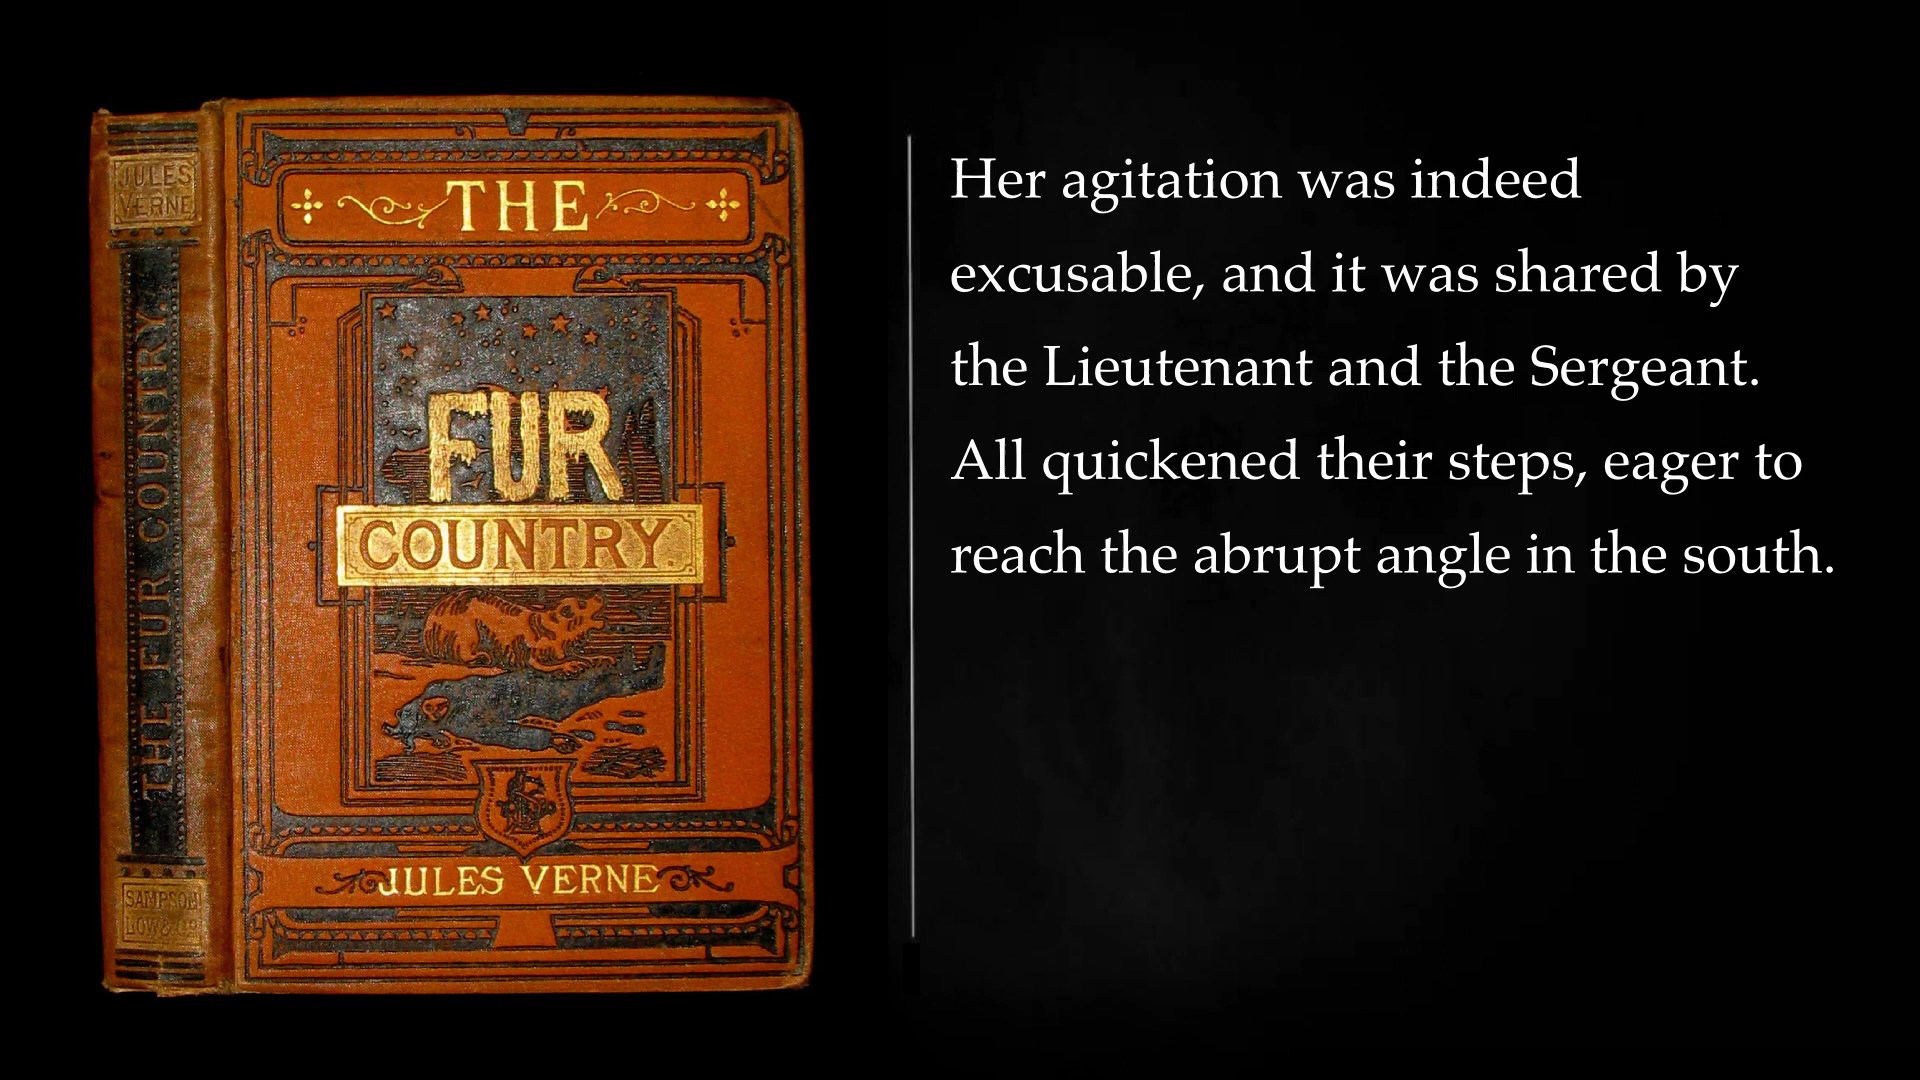 JULES
VERNE
THE FUR COUNTRY.
SAMPSON
LOW & Co
THE
FUR
COUNTRY.
JULES VERNE
Her agitation was indeed
excusable, and it was shared by
the Lieutenant and the Sergeant.
All quickened their steps, eager to
reach the abrupt angle in the south.